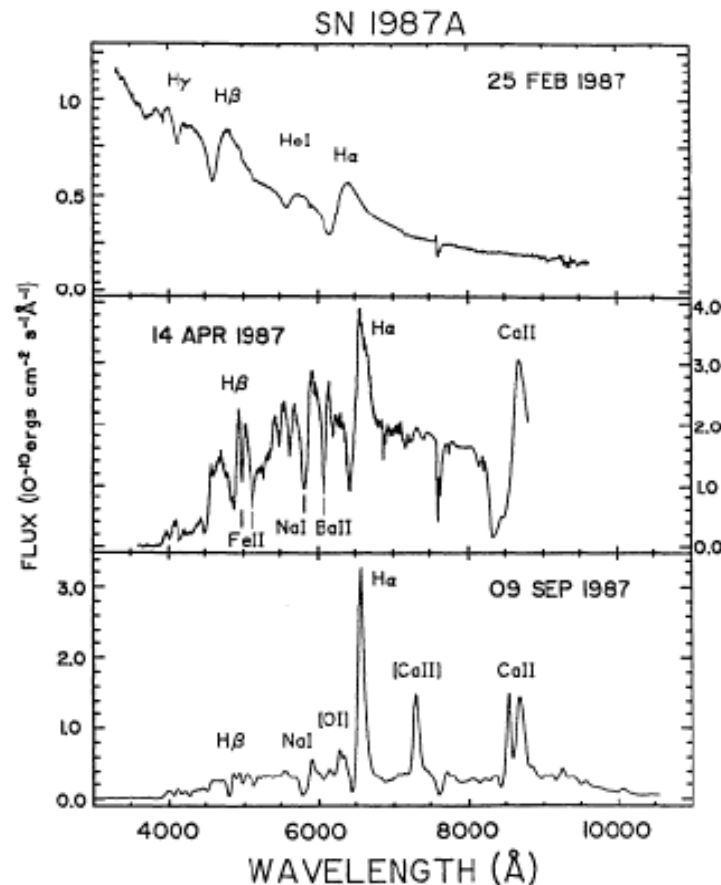 SN 1987A
Hγ
Hβ
HeI
Hα
25 FEB 1987
1.0
0.5
0.0
14 APR 1987
Hβ
Hα
CaII
FeII
NaI
BaII
4.0
3.0
2.0
1.0
0.0
Hα
09 SEP 1987
[CaII]
CaII
Hβ
NaI
[OI]
3.0
2.0
1.0
0.0
FLUX (10⁻¹⁰ergs cm⁻² s⁻¹Å⁻¹)
4000 6000 8000 10000
WAVELENGTH (Å)